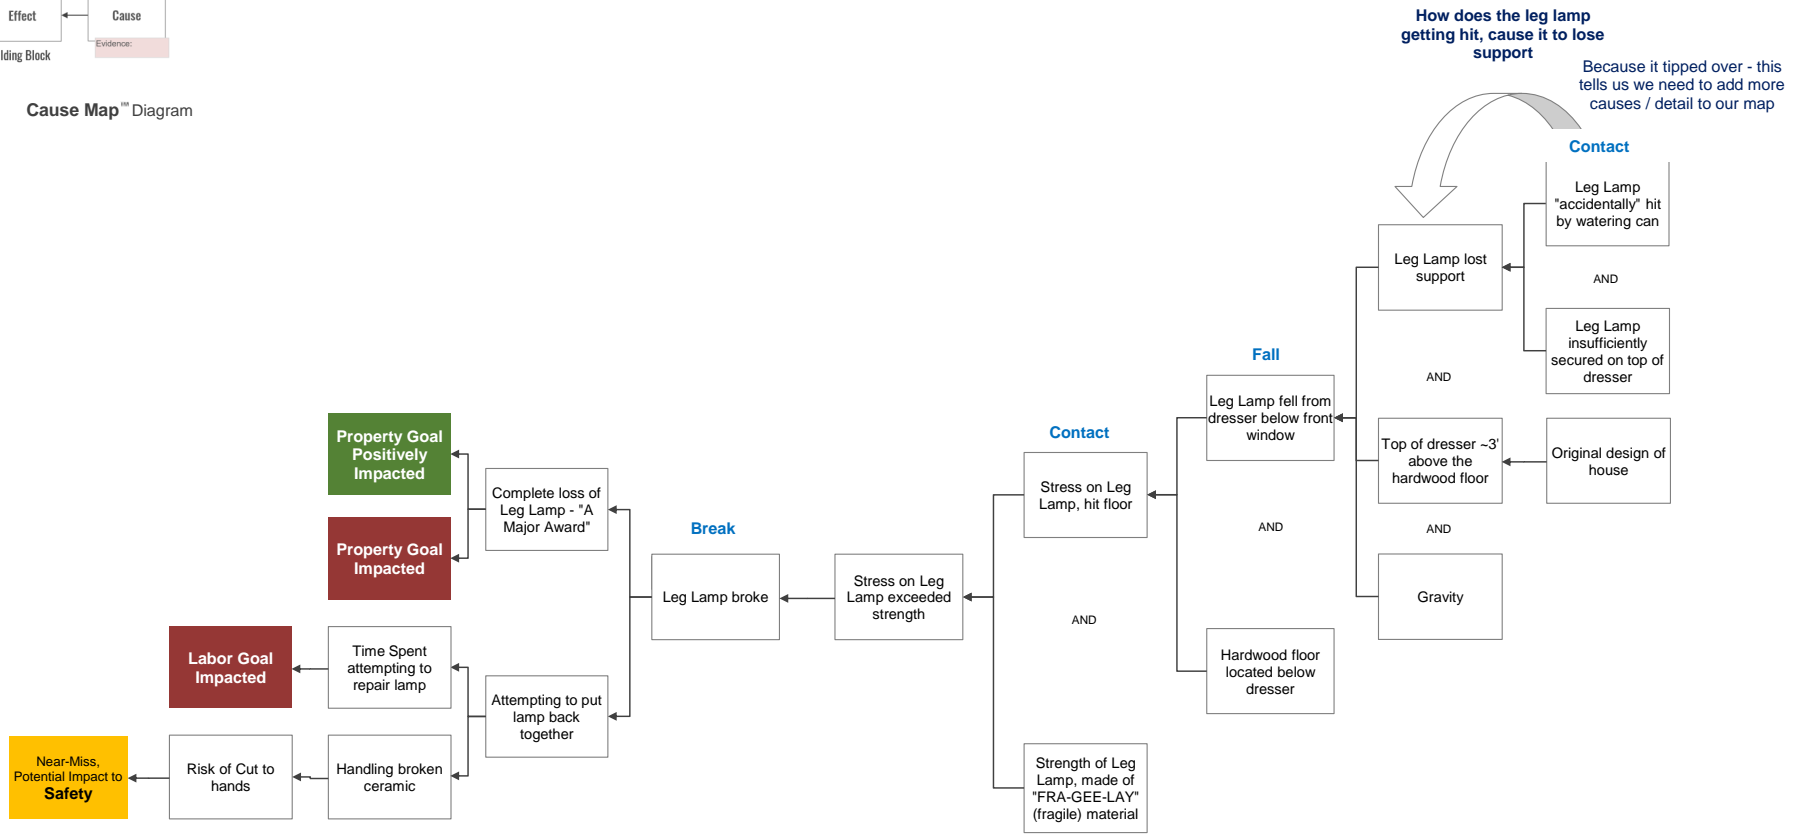 Effect
Cause
Evidence:
lding Block
Cause Map™ Diagram
How does the leg lamp
getting hit, cause it to lose
support
Because it tipped over - this
tells us we need to add more
causes / detail to our map
Contact
Leg Lamp
"accidentally" hit
by watering can
Leg Lamp lost
support
AND
Leg Lamp
insufficiently
secured on top of
dresser
Fall
AND
Leg Lamp fell from
dresser below front
window
Top of dresser ~3'
above the
hardwood floor
Original design of
house
Contact
Stress on Leg
Lamp, hit floor
AND
AND
Gravity
Hardwood floor
located below
dresser
Property Goal
Positively
Impacted
Complete loss of
Leg Lamp - "A
Major Award"
Property Goal
Impacted
Break
Leg Lamp broke
Stress on Leg
Lamp exceeded
strength
AND
Strength of Leg
Lamp, made of
"FRA-GEE-LAY"
(fragile) material
Labor Goal
Impacted
Time Spent
attempting to
repair lamp
Attempting to put
lamp back
together
Near-Miss,
Potential Impact to
Safety
Risk of Cut to
hands
Handling broken
ceramic